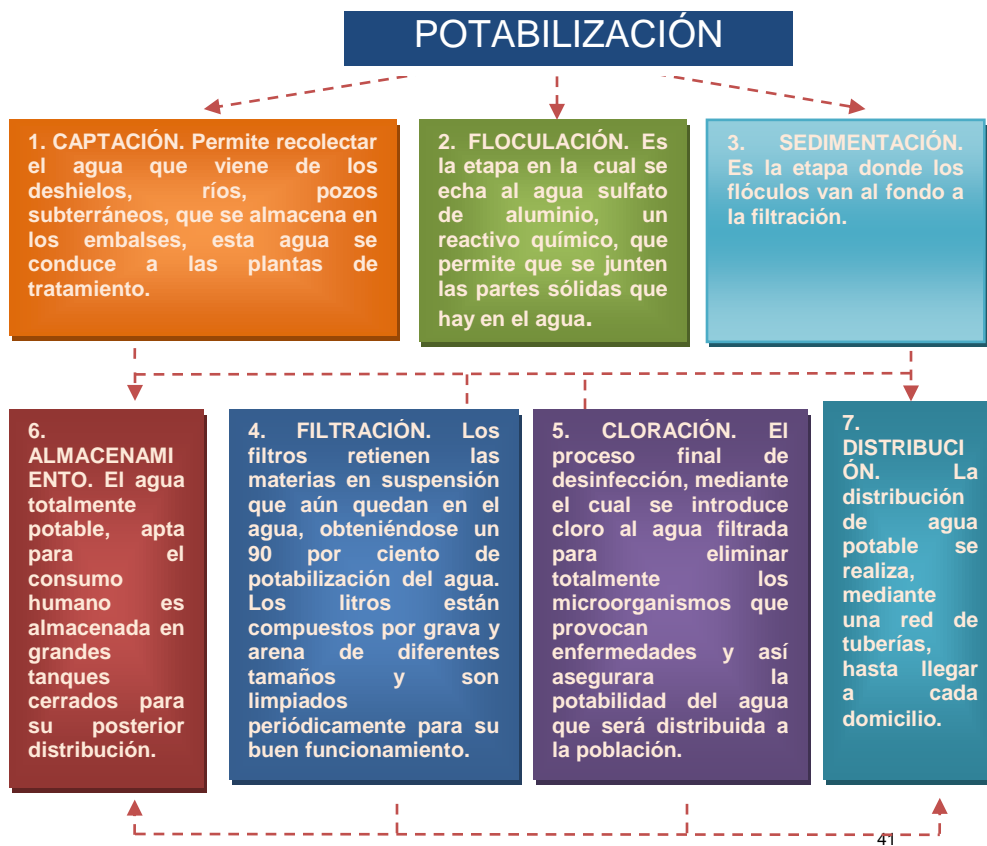 POTABILIZACIÓN
1. CAPTACIÓN. Permite recolectar
el agua que viene de los
deshielos, ríos, pozos
subterráneos, que se almacena en
los embalses, esta agua se
conduce a las plantas de
tratamiento.
2. FLOCULACIÓN. Es
la etapa en la cual se
echa al agua sulfato
de aluminio, un
reactivo químico, que
permite que se junten
las partes sólidas que
hay en el agua.
3. SEDIMENTACIÓN.
Es la etapa donde los
flóculos van al fondo a
la filtración.
6.
ALMACENAMI
ENTO. El agua
totalmente
potable, apta
para el
consumo
humano es
almacenada en
grandes
tanques
cerrados para
su posterior
distribución.
4. FILTRACIÓN. Los
filtros retienen las
materias en suspensión
que aún quedan en el
agua, obteniéndose un
90 por ciento de
potabilización del agua.
Los litros están
compuestos por grava y
arena de diferentes
tamaños y son
limpiados
periódicamente para su
buen funcionamiento.
5. CLORACIÓN. El
proceso final de
desinfección, mediante
el cual se introduce
cloro al agua filtrada
para eliminar
totalmente los
microorganismos que
provocan
enfermedades y así
asegurara la
potabilidad del agua
que será distribuida a
la población.
7.
DISTRIBUCI
ÓN. La
distribución
de agua
potable se
realiza,
mediante
una red de
tuberías,
hasta llegar
a cada
domicilio.
41